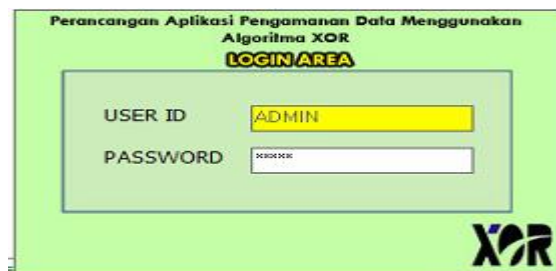 Perancangan Aplikasi Pengamanan Data Menggunakan
Algoritma XOR
LOGIN AREA
USER ID
ADMIN
PASSWORD
*****
XOR